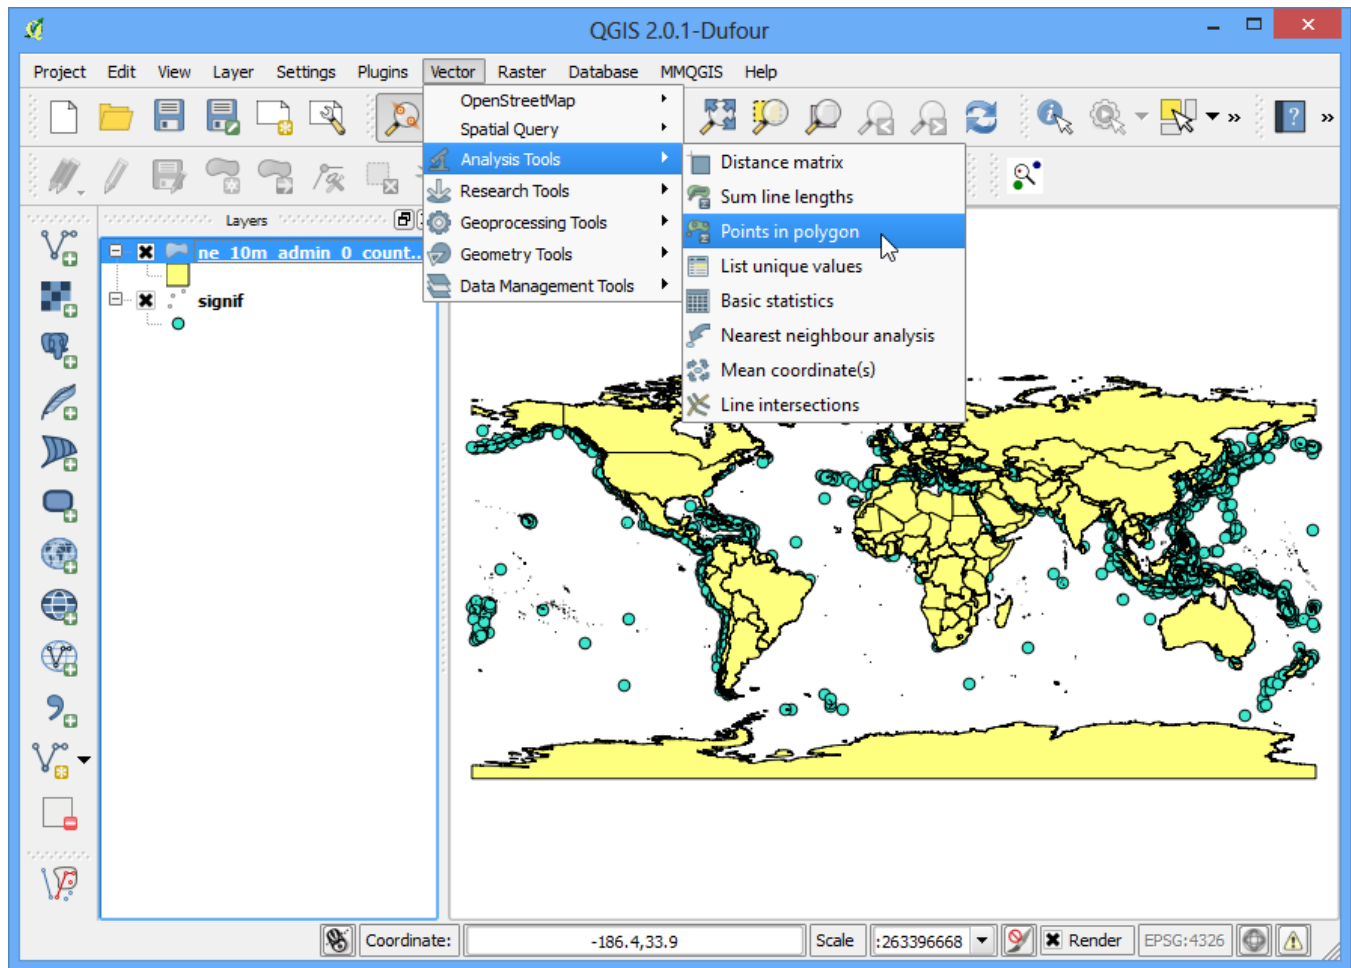 QGIS 2.0.1-Dufour
Project Edit View Layer Settings Plugins Vector Raster Database MMQGIS Help
OpenStreetMap
Spatial Query
Analysis Tools
Research Tools
Geoprocessing Tools
Geometry Tools
Data Management Tools
Distance matrix
Sum line lengths
Points in polygon
List unique values
Basic statistics
Nearest neighbour analysis
Mean coordinate(s)
Line intersections
Layers
ne_10m_admin_0_count...
signif
Coordinate: -186.4,33.9 Scale :263396668 Render EPSG:4326